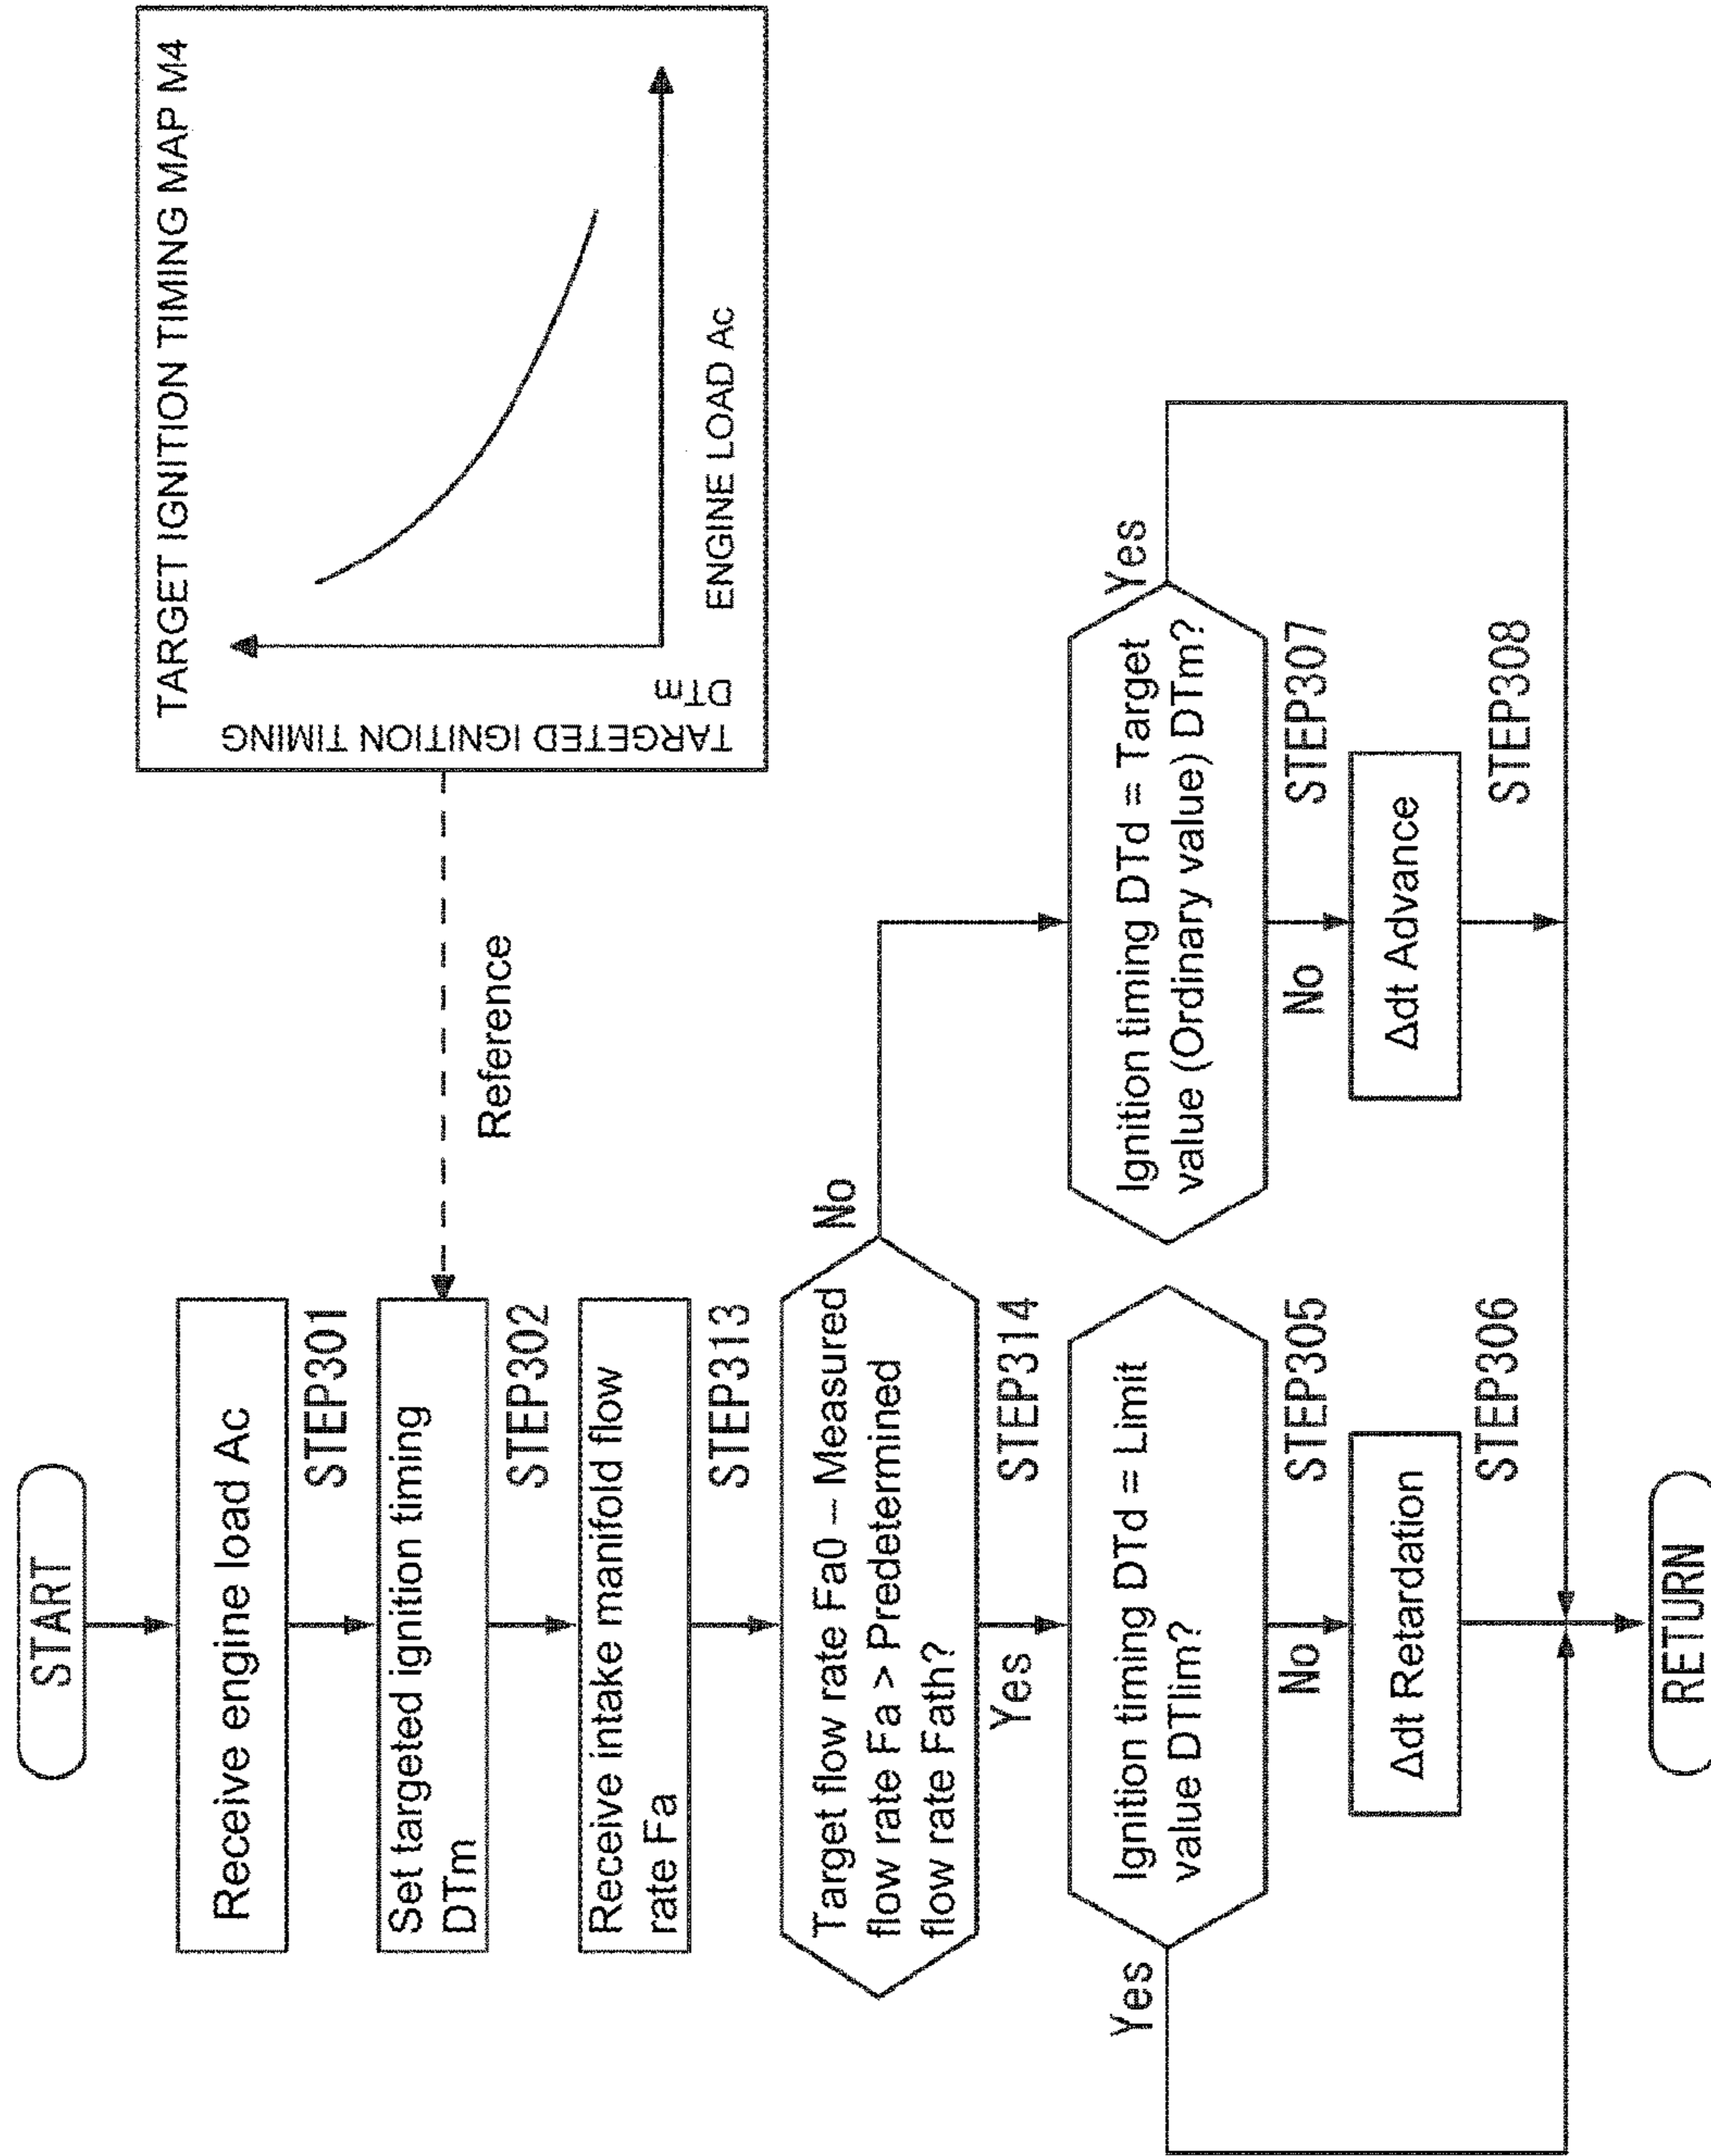 START
Receive engine load Ac
STEP301
Set targeted ignition timing
DTm
STEP302
Receive intake manifold flow
rate Fa
STEP313
Target flow rate Fa0 – Measured
flow rate Fa > Predetermined
flow rate Fath?
STEP314
Yes
No
Ignition timing DTd = Limit
value DTlim?
STEP305
Yes
No
Δdt Retardation
STEP306
Ignition timing DTd = Target
value (Ordinary value) DTm?
STEP307
Yes
No
Δdt Advance
STEP308
RETURN
Reference
TARGET IGNITION TIMING MAP M4
TARGETED IGNITION TIMING
DTm
ENGINE LOAD Ac